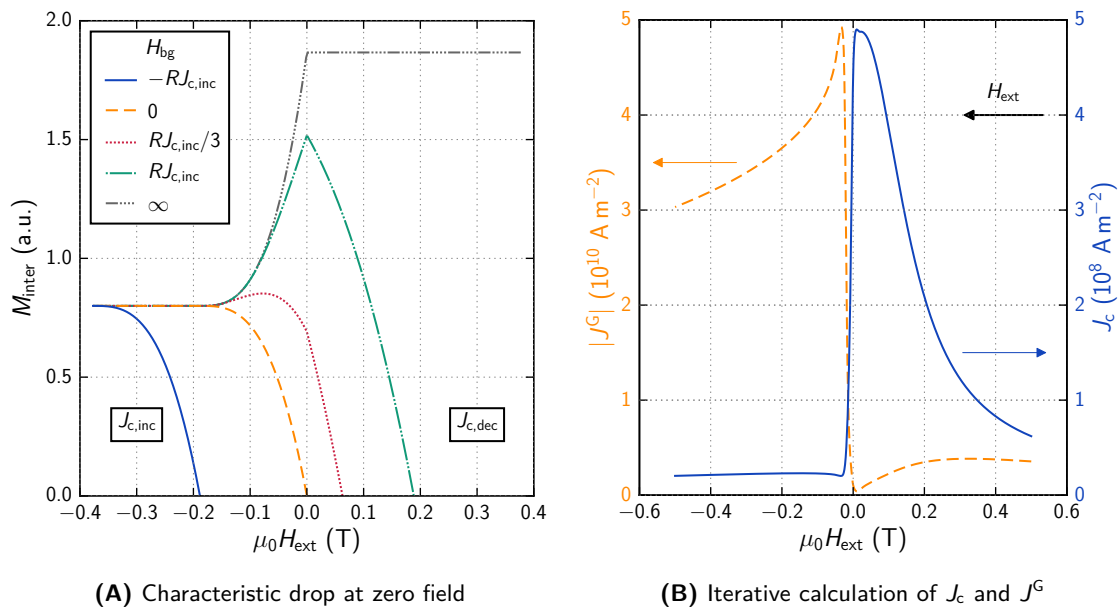 2.0
1.5
1.0
0.5
0.0
M_inter (a.u.)
H_bg
−RJ_c,inc
0
RJ_c,inc/3
RJ_c,inc
∞
J_c,inc
J_c,dec
−0.4 −0.3 −0.2 −0.1 0.0 0.1 0.2 0.3 0.4
μ₀H_ext (T)
(A) Characteristic drop at zero field
5
4
3
2
1
0
|J^G| (10^10 A m^−2)
H_ext
5
4
3
2
1
0
J_c (10^8 A m^−2)
−0.6 −0.4 −0.2 0.0 0.2 0.4 0.6
μ₀H_ext (T)
(B) Iterative calculation of J_c and J^G